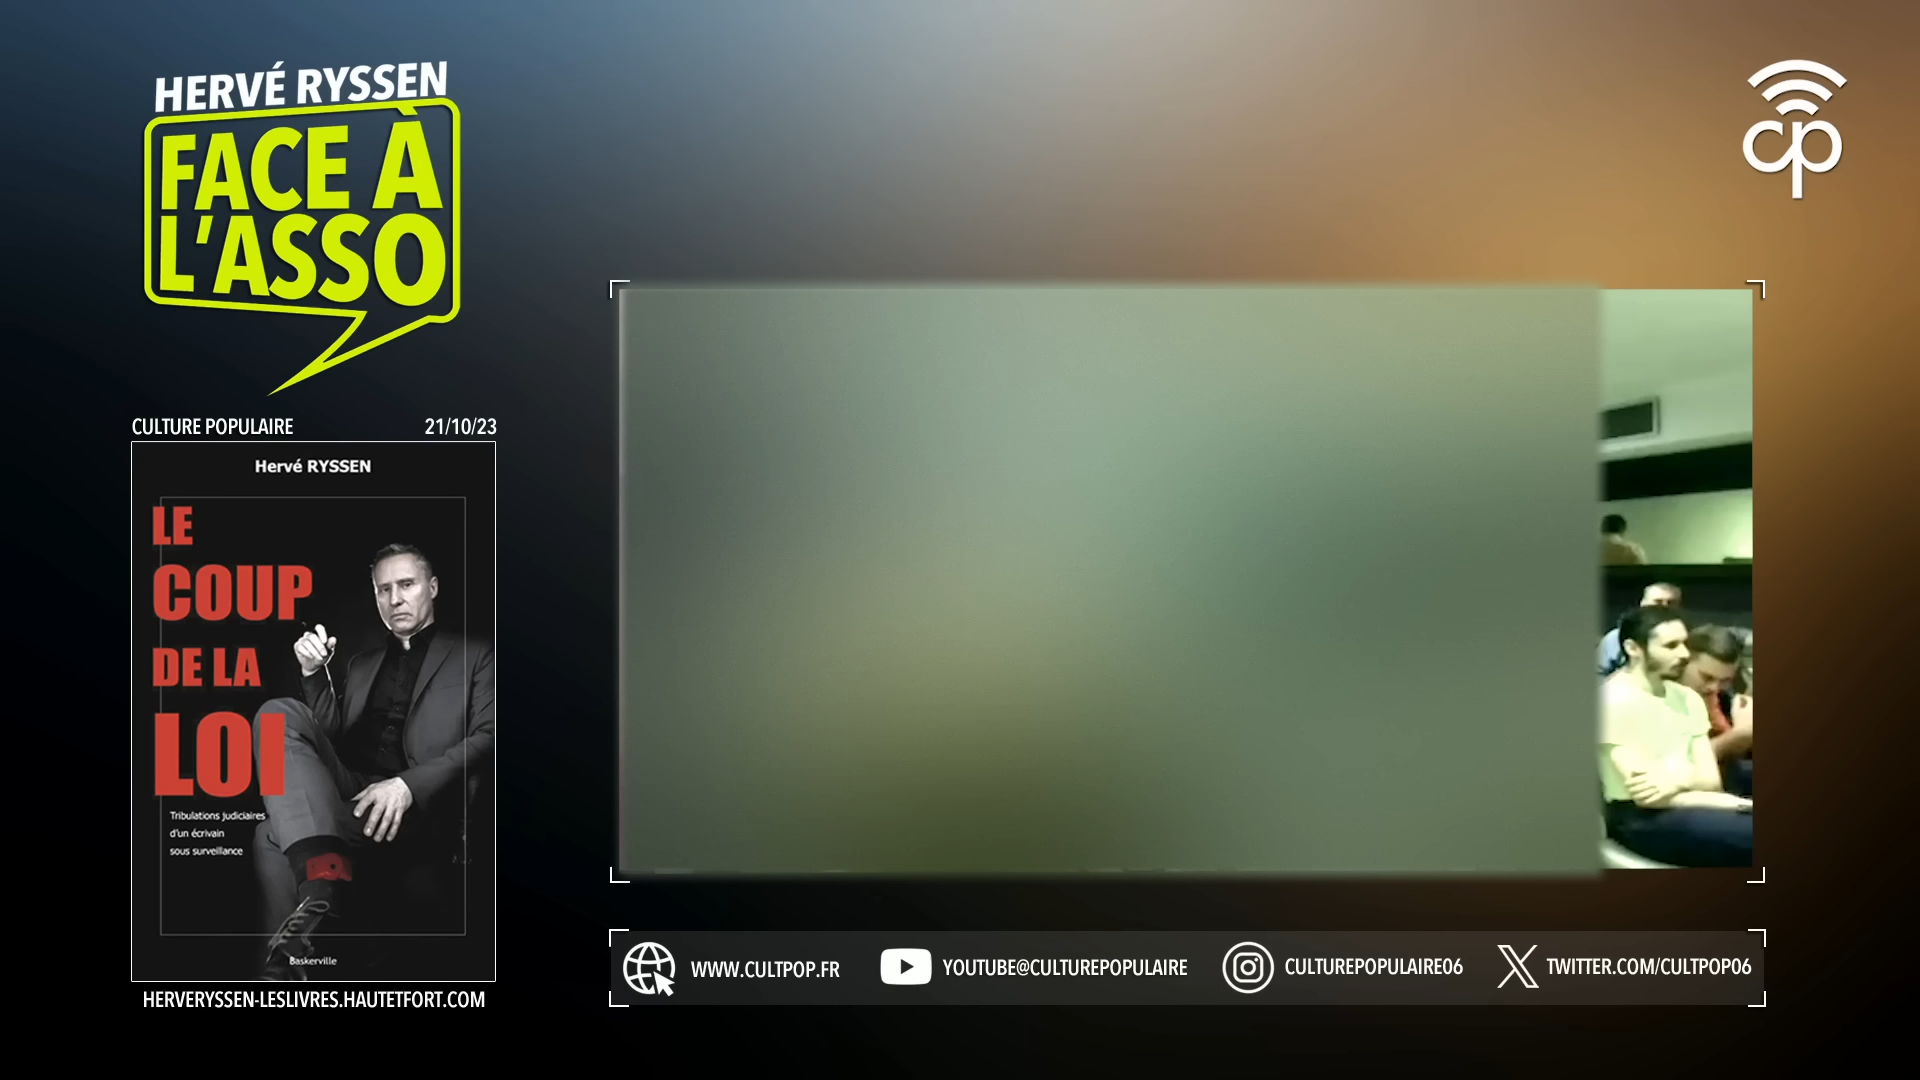 HERVÉ RYSSEN
FACE À
L'ASSO
cp
CULTURE POPULAIRE
21/10/23
Hervé RYSSEN
LE
COUP
DE LA
LOI
Tribulations judiciaires
d'un écrivain
sous surveillance
Baskerville
HERVERYSSEN-LESLIVRES.HAUTETFORT.COM
WWW.CULTPOP.FR
YOUTUBE@CULTUREPOPULAIRE
CULTUREPOPULAIRE06
TWITTER.COM/CULTPOP06